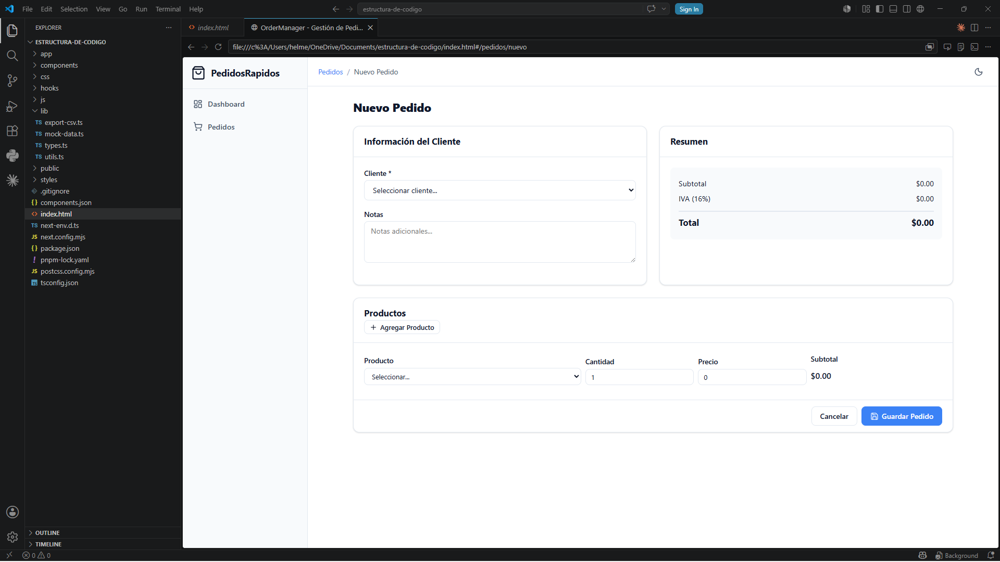 File Edit Selection View Go Run Terminal Help
estructura-de-codigo
Sign In
EXPLORER
ESTRUCTURA-DE-CODIGO
app
components
css
hooks
js
lib
TS export-csv.ts
TS mock-data.ts
TS types.ts
TS utils.ts
public
styles
.gitignore
{} components.json
<> index.html
TS next-env.d.ts
JS next.config.mjs
{} package.json
! pnpm-lock.yaml
JS postcss.config.mjs
TS tsconfig.json
OUTLINE
TIMELINE
<> index.html
OrderManager - Gestión de Pedi...
file:///c%3A/Users/helme/OneDrive/Documents/estructura-de-codigo/index.html#/pedidos/nuevo
PedidosRapidos
Dashboard
Pedidos
Pedidos / Nuevo Pedido
Nuevo Pedido
Información del Cliente
Cliente *
Seleccionar cliente...
Notas
Notas adicionales...
Resumen
Subtotal $0.00
IVA (16%) $0.00
Total $0.00
Productos
+ Agregar Producto
Producto Cantidad Precio Subtotal
Seleccionar... 1 0 $0.00
Cancelar Guardar Pedido
0 0
Background